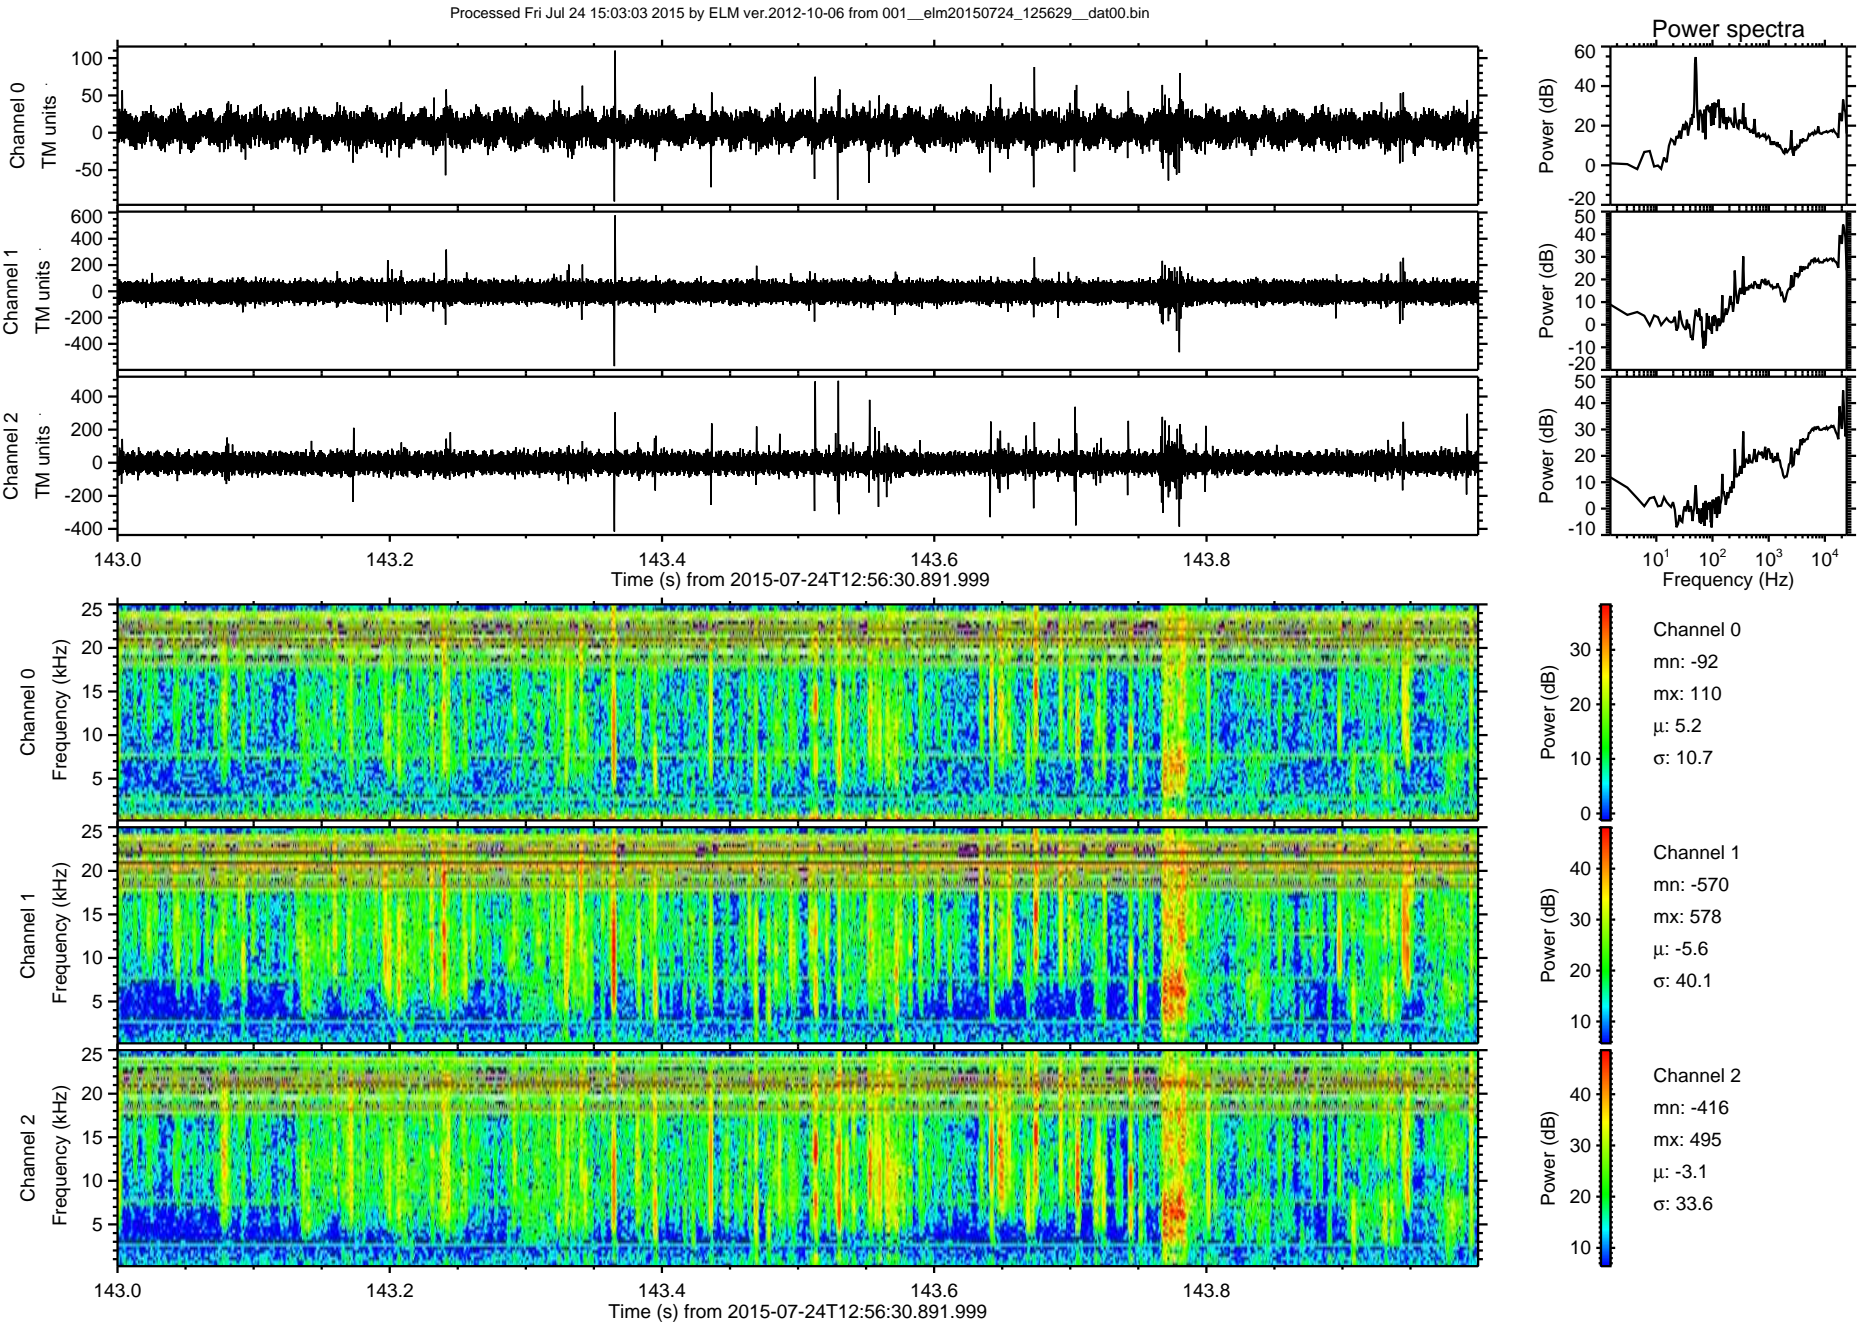 Processed Fri Jul 24 15:03:03 2015 by ELM ver.2012-10-06 from 001__elm20150724_125629__dat00.bin
Power spectra
Channel 0
TM units
100
50
0
-50
Power (dB)
60
40
20
0
-20
Channel 1
TM units
600
400
200
0
-200
-400
Power (dB)
50
40
30
20
10
0
-10
-20
Channel 2
TM units
400
200
0
-200
-400
Power (dB)
50
40
30
20
10
0
-10
143.0 143.2 143.4 143.6 143.8
Time (s) from 2015-07-24T12:56:30.891.999
10^1 10^2 10^3 10^4
Frequency (Hz)
Channel 0
Frequency (kHz)
25
20
15
10
5
Power (dB)
30
20
10
0
Channel 0
mn: -92
mx: 110
μ: 5.2
σ: 10.7
Channel 1
Frequency (kHz)
25
20
15
10
5
Power (dB)
40
30
20
10
Channel 1
mn: -570
mx: 578
μ: -5.6
σ: 40.1
Channel 2
Frequency (kHz)
25
20
15
10
5
Power (dB)
40
30
20
10
Channel 2
mn: -416
mx: 495
μ: -3.1
σ: 33.6
143.0 143.2 143.4 143.6 143.8
Time (s) from 2015-07-24T12:56:30.891.999